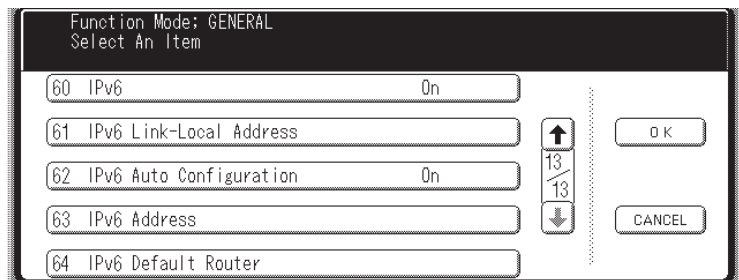 Function Mode; GENERAL
Select An Item
60 IPv6 On
61 IPv6 Link-Local Address
62 IPv6 Auto Configuration On
63 IPv6 Address
64 IPv6 Default Router
13
13
OK
CANCEL